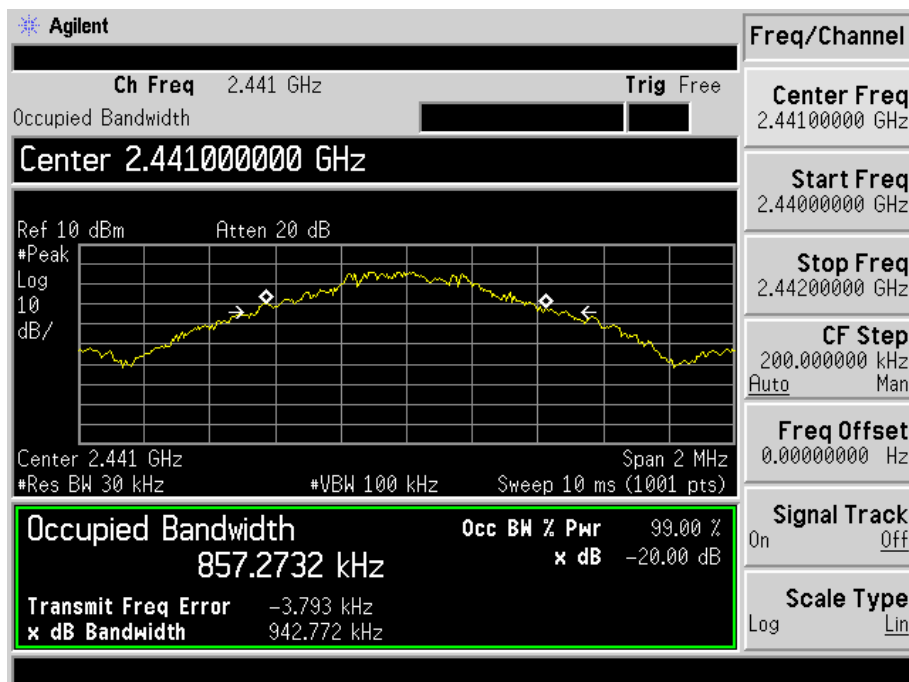 Agilent
Ch Freq 2.441 GHz Trig Free
Occupied Bandwidth
Center 2.441000000 GHz
Ref 10 dBm Atten 20 dB
#Peak
Log
10
dB/
Center 2.441 GHz Span 2 MHz
#Res BW 30 kHz #VBW 100 kHz Sweep 10 ms (1001 pts)
Occupied Bandwidth
857.2732 kHz
Occ BW % Pwr 99.00 %
x dB -20.00 dB
Transmit Freq Error -3.793 kHz
x dB Bandwidth 942.772 kHz
Freq/Channel
Center Freq
2.44100000 GHz
Start Freq
2.44000000 GHz
Stop Freq
2.44200000 GHz
CF Step
200.000000 kHz
Auto Man
Freq Offset
0.00000000 Hz
Signal Track
On Off
Scale Type
Log Lin